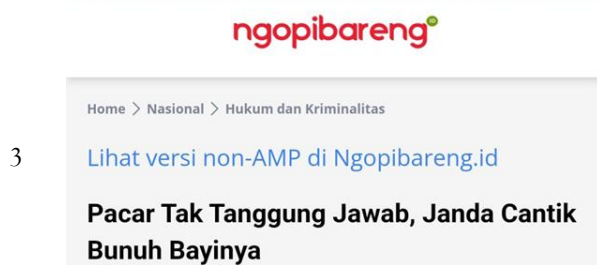 ngopibareng id
Home > Nasional > Hukum dan Kriminalitas
3
Lihat versi non-AMP di Ngopibareng.id
Pacar Tak Tanggung Jawab, Janda Cantik
Bunuh Bayinya